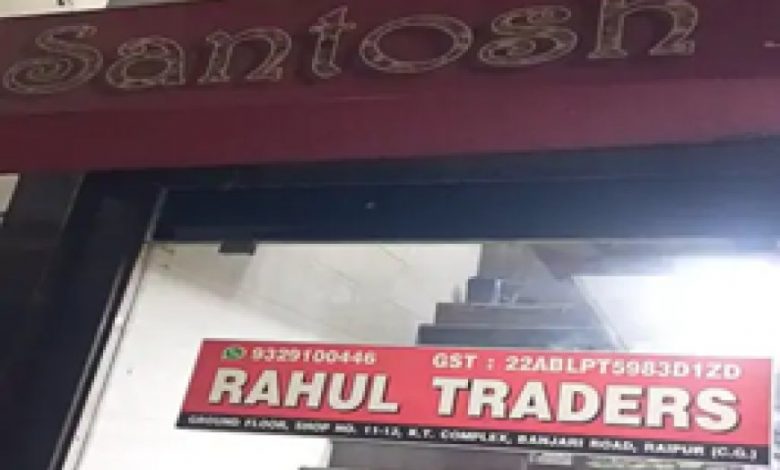 Santosh
9329100446 GST : 22ABLPT5983D1ZD
RAHUL TRADERS
GROUND FLOOR, SHOP NO. 11-12, K.T. COMPLEX, BANJARI ROAD, RAIPUR (C.G.)